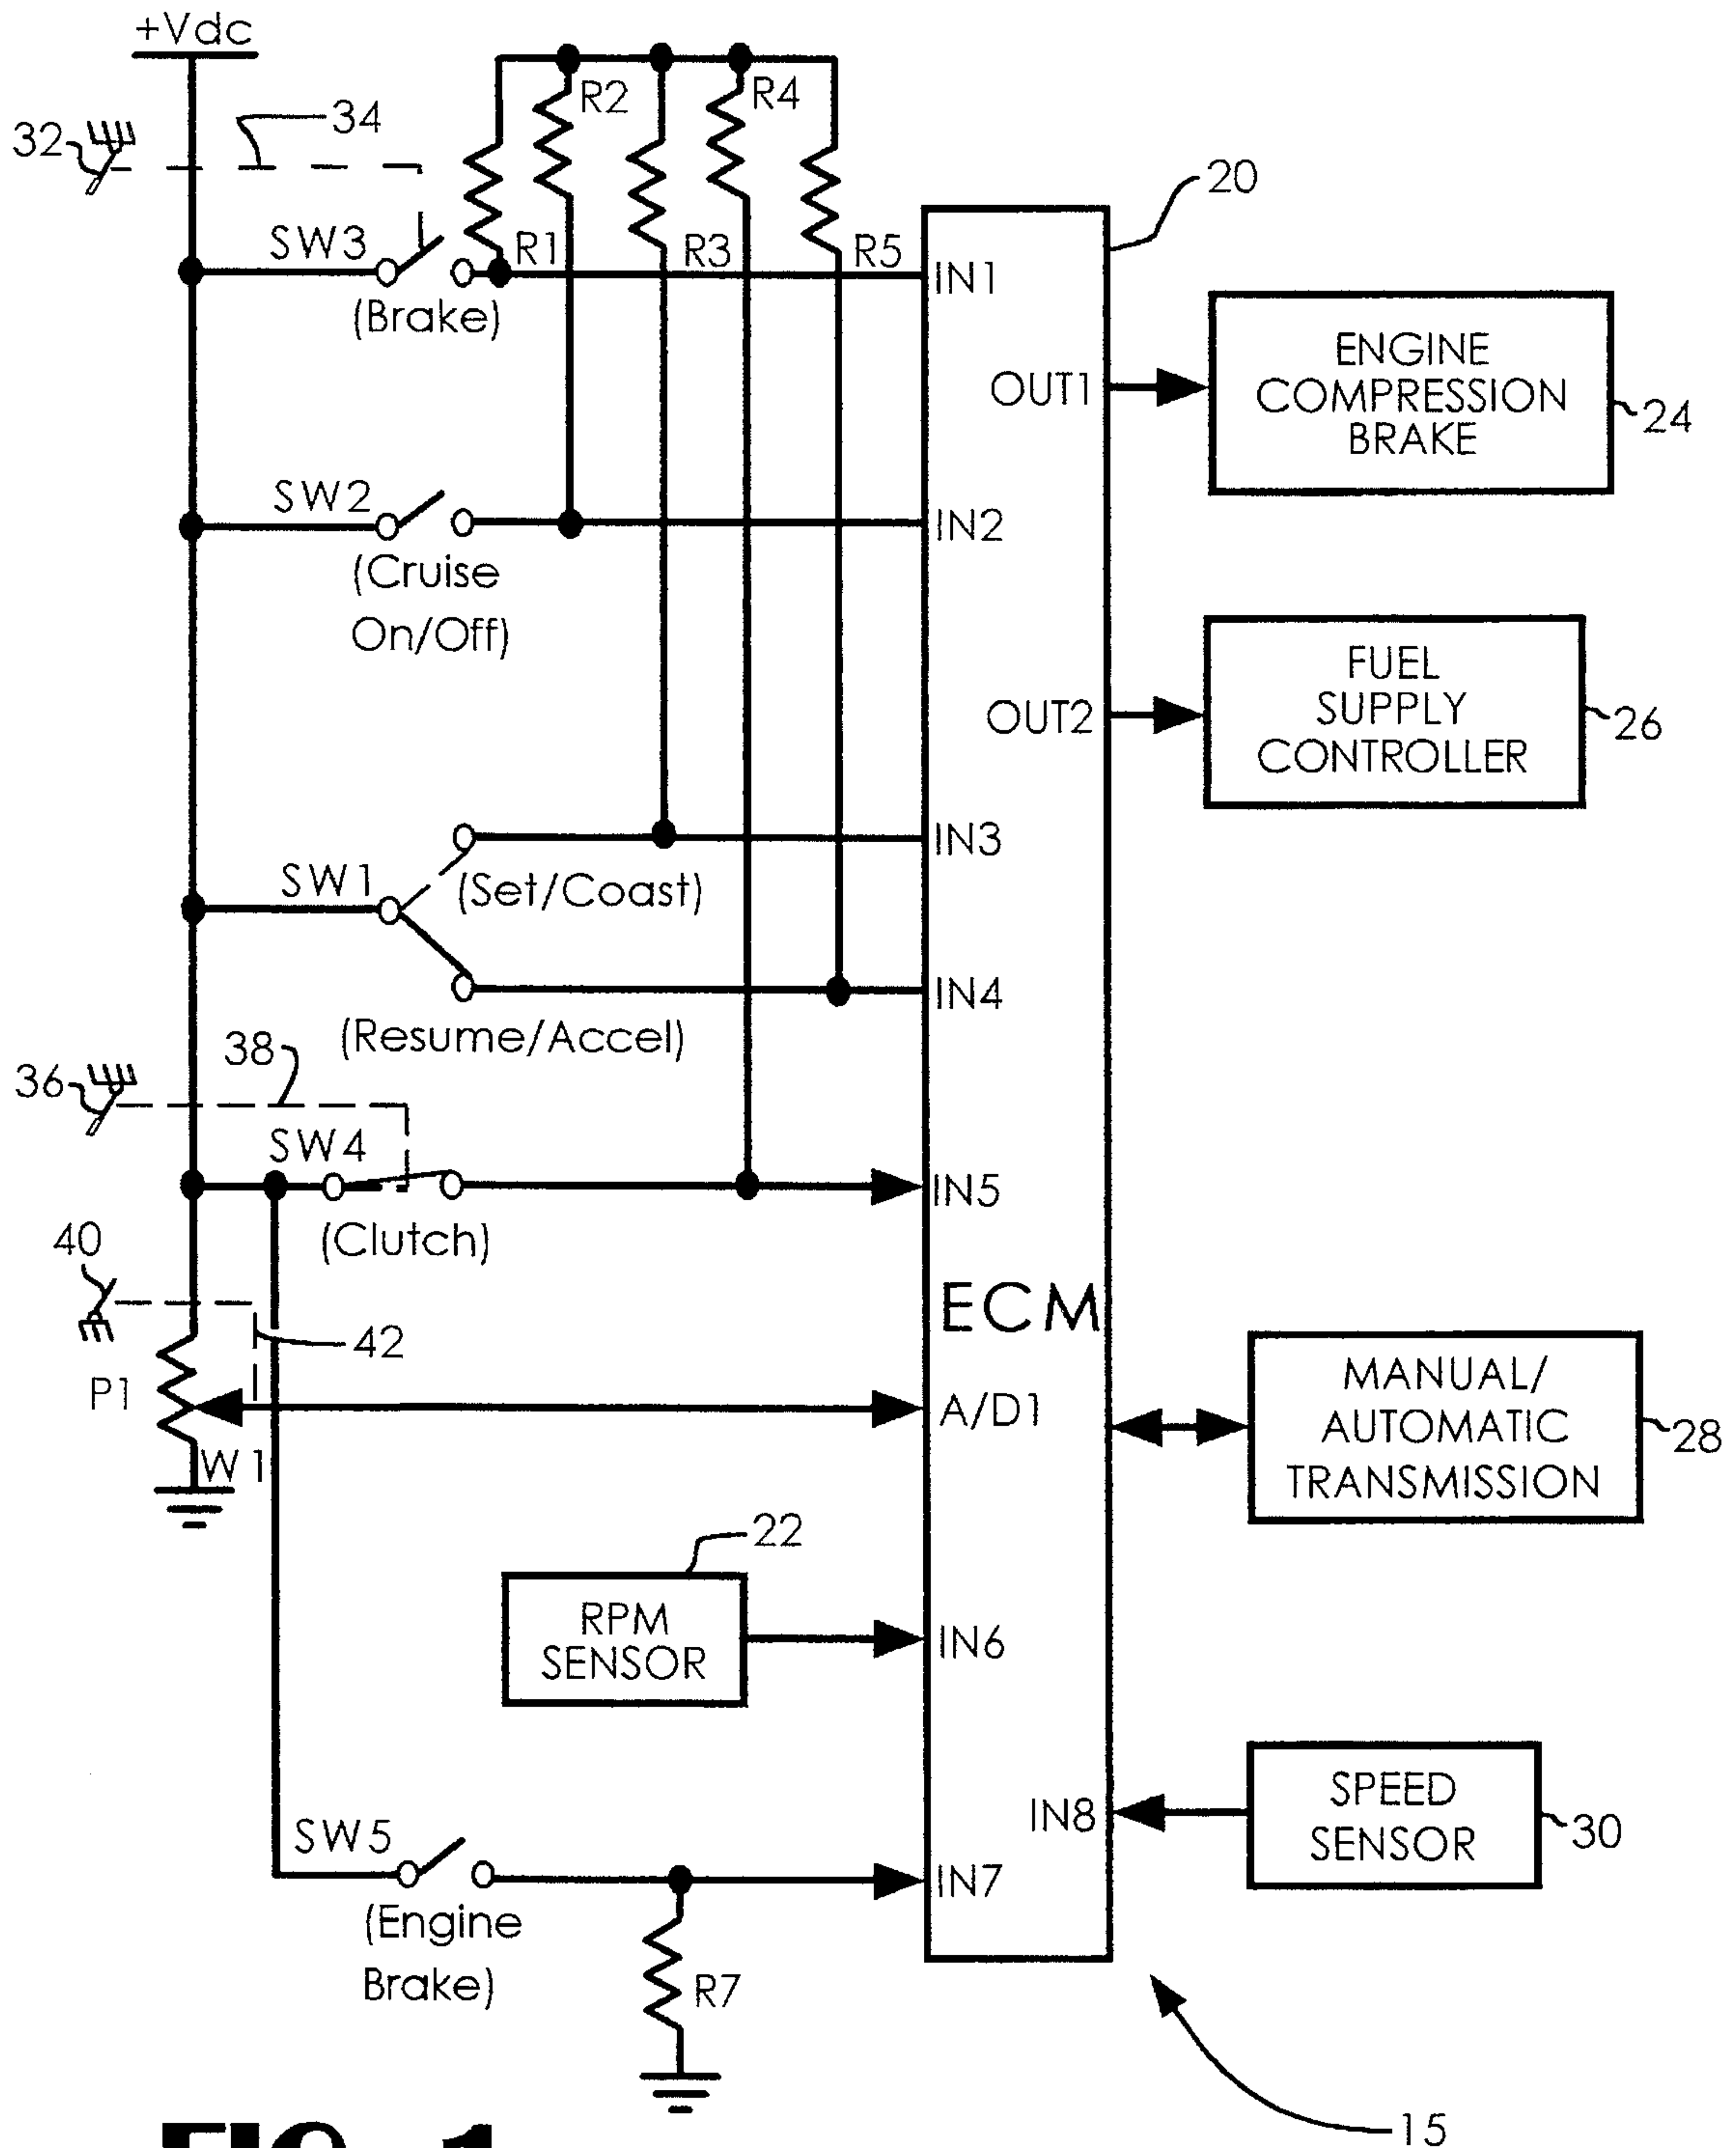 +Vdc
32
34
R2
R4
SW3
R1
R3
R5
(Brake)
IN1
20
OUT1
ENGINE
COMPRESSION
BRAKE
24
SW2
(Cruise
On/Off)
IN2
OUT2
FUEL
SUPPLY
CONTROLLER
26
IN3
SW1
(Set/Coast)
IN4
(Resume/Accel)
36
38
SW4
(Clutch)
IN5
40
42
ECM
P1
W1
A/D1
MANUAL/
AUTOMATIC
TRANSMISSION
28
22
RPM
SENSOR
IN6
IN8
SPEED
SENSOR
30
SW5
(Engine
Brake)
IN7
R7
15
FIG. 1